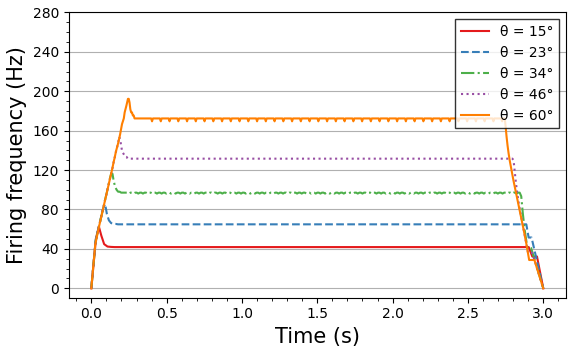 Firing frequency (Hz)
280
240
200
160
120
80
40
0
θ = 15°
θ = 23°
θ = 34°
θ = 46°
θ = 60°
0.0 0.5 1.0 1.5 2.0 2.5 3.0
Time (s)